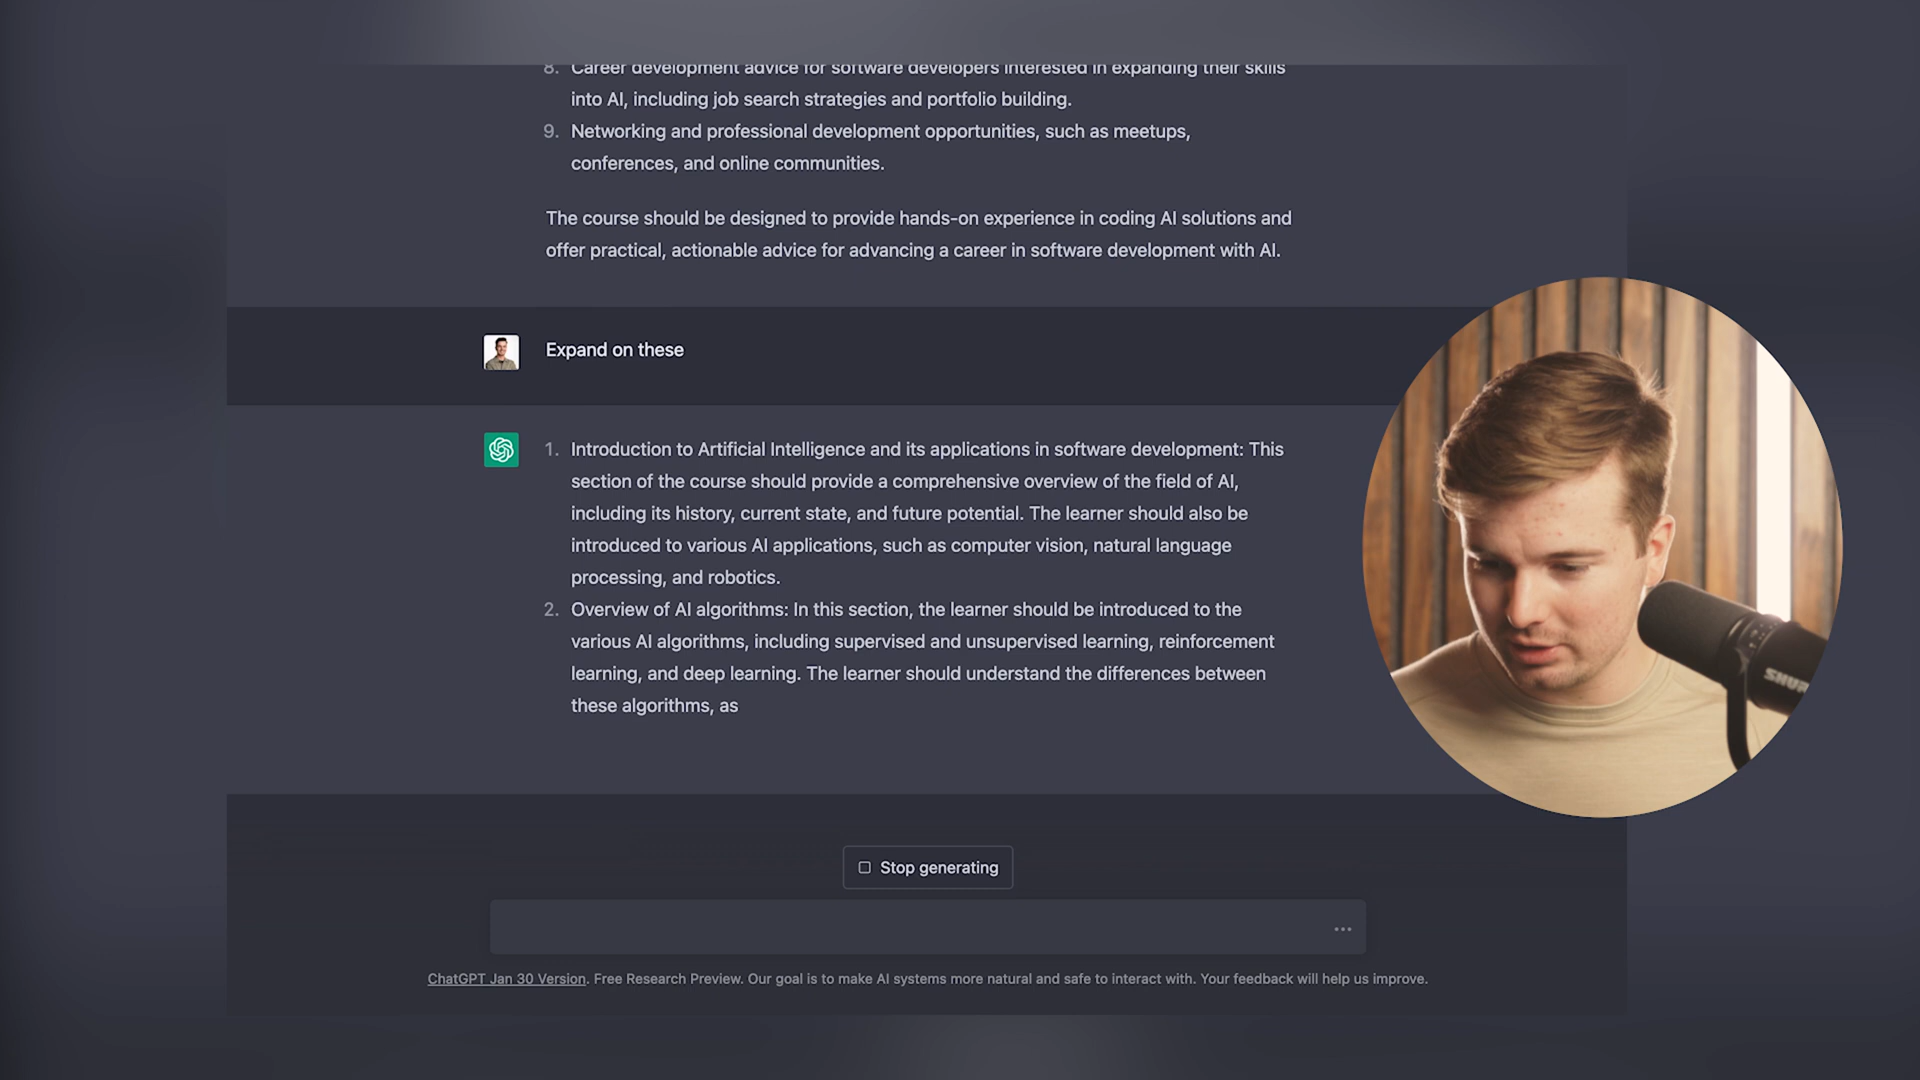 8. Career development advice for software developers interested in expanding their skills
into AI, including job search strategies and portfolio building.
9. Networking and professional development opportunities, such as meetups,
conferences, and online communities.
The course should be designed to provide hands-on experience in coding AI solutions and
offer practical, actionable advice for advancing a career in software development with AI.
Expand on these
1. Introduction to Artificial Intelligence and its applications in software development: This
section of the course should provide a comprehensive overview of the field of AI,
including its history, current state, and future potential. The learner should also be
introduced to various AI applications, such as computer vision, natural language
processing, and robotics.
2. Overview of AI algorithms: In this section, the learner should be introduced to the
various AI algorithms, including supervised and unsupervised learning, reinforcement
learning, and deep learning. The learner should understand the differences between
these algorithms, as
SHURE
Stop generating
ChatGPT Jan 30 Version. Free Research Preview. Our goal is to make AI systems more natural and safe to interact with. Your feedback will help us improve.